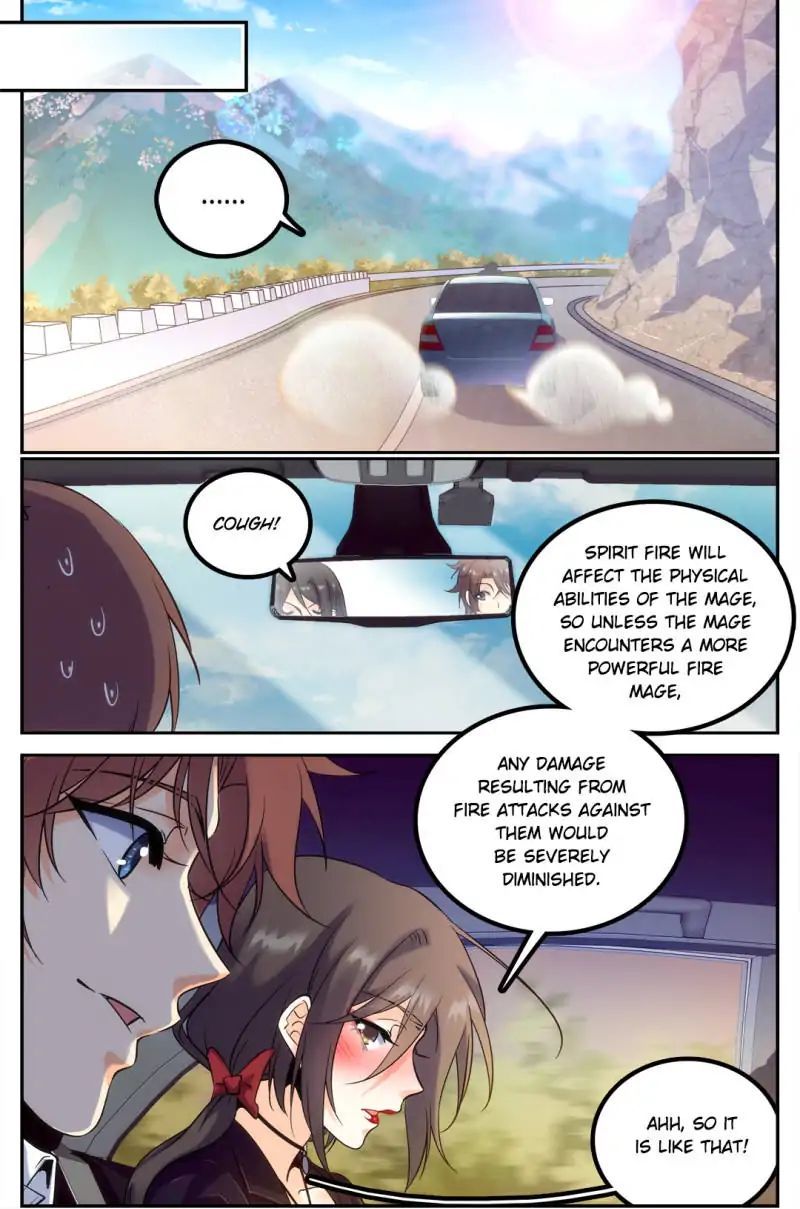 ......
COUGH!
SPIRIT FIRE WILL
AFFECT THE PHYSICAL
ABILITIES OF THE MAGE,
SO UNLESS THE MAGE
ENCOUNTERS A MORE
POWERFUL FIRE
MAGE,
ANY DAMAGE
RESULTING FROM
FIRE ATTACKS AGAINST
THEM WOULD
BE SEVERELY
DIMINISHED.
AHH, SO IT
IS LIKE THAT!